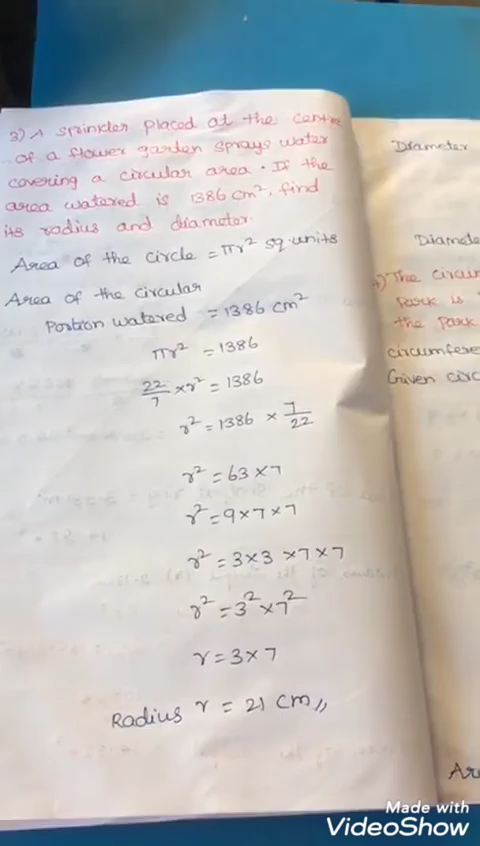 3) A sprinkler placed at the centre
of a flower garden sprays water
covering a circular area. If the
area watered is 1386 cm², find
its radius and diameter.
Area of the circle = πr² sq.units
Area of the circular
Portion watered = 1386 cm²
πr² = 1386
22/7 × r² = 1386
r² = 1386 × 7/22
r² = 63 × 7
r² = 9 × 7 × 7
r² = 3 × 3 × 7 × 7
r² = 3² × 7²
r = 3 × 7
Radius r = 21 cm //
Diameter
Diame
4) The circum
park is
the park
circumfere
Given circ
Are
Made with
VideoShow